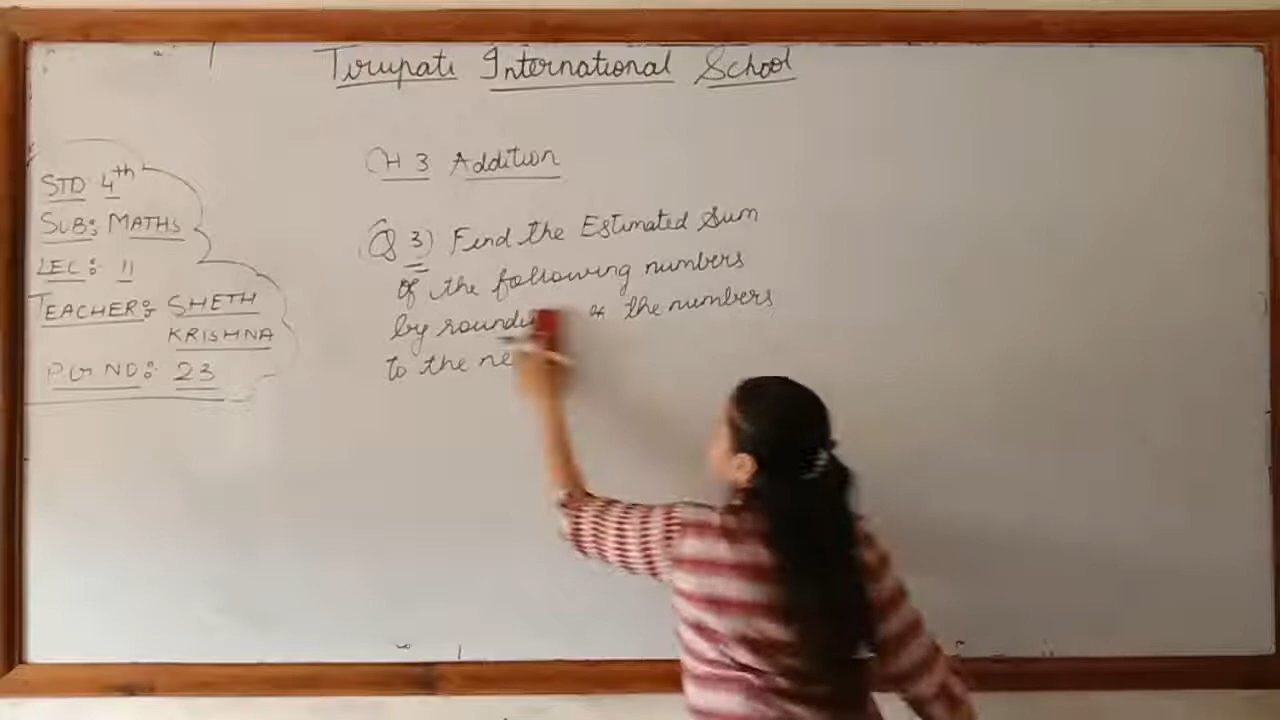 Tirupati International School
CH 3 Addition
STD 4th
SUB: MATHS
LEC: 11
TEACHER: SHETH
KRISHNA
PG NO: 23
Q 3) Find the Estimated Sum
of the following numbers
by the numbers
to the